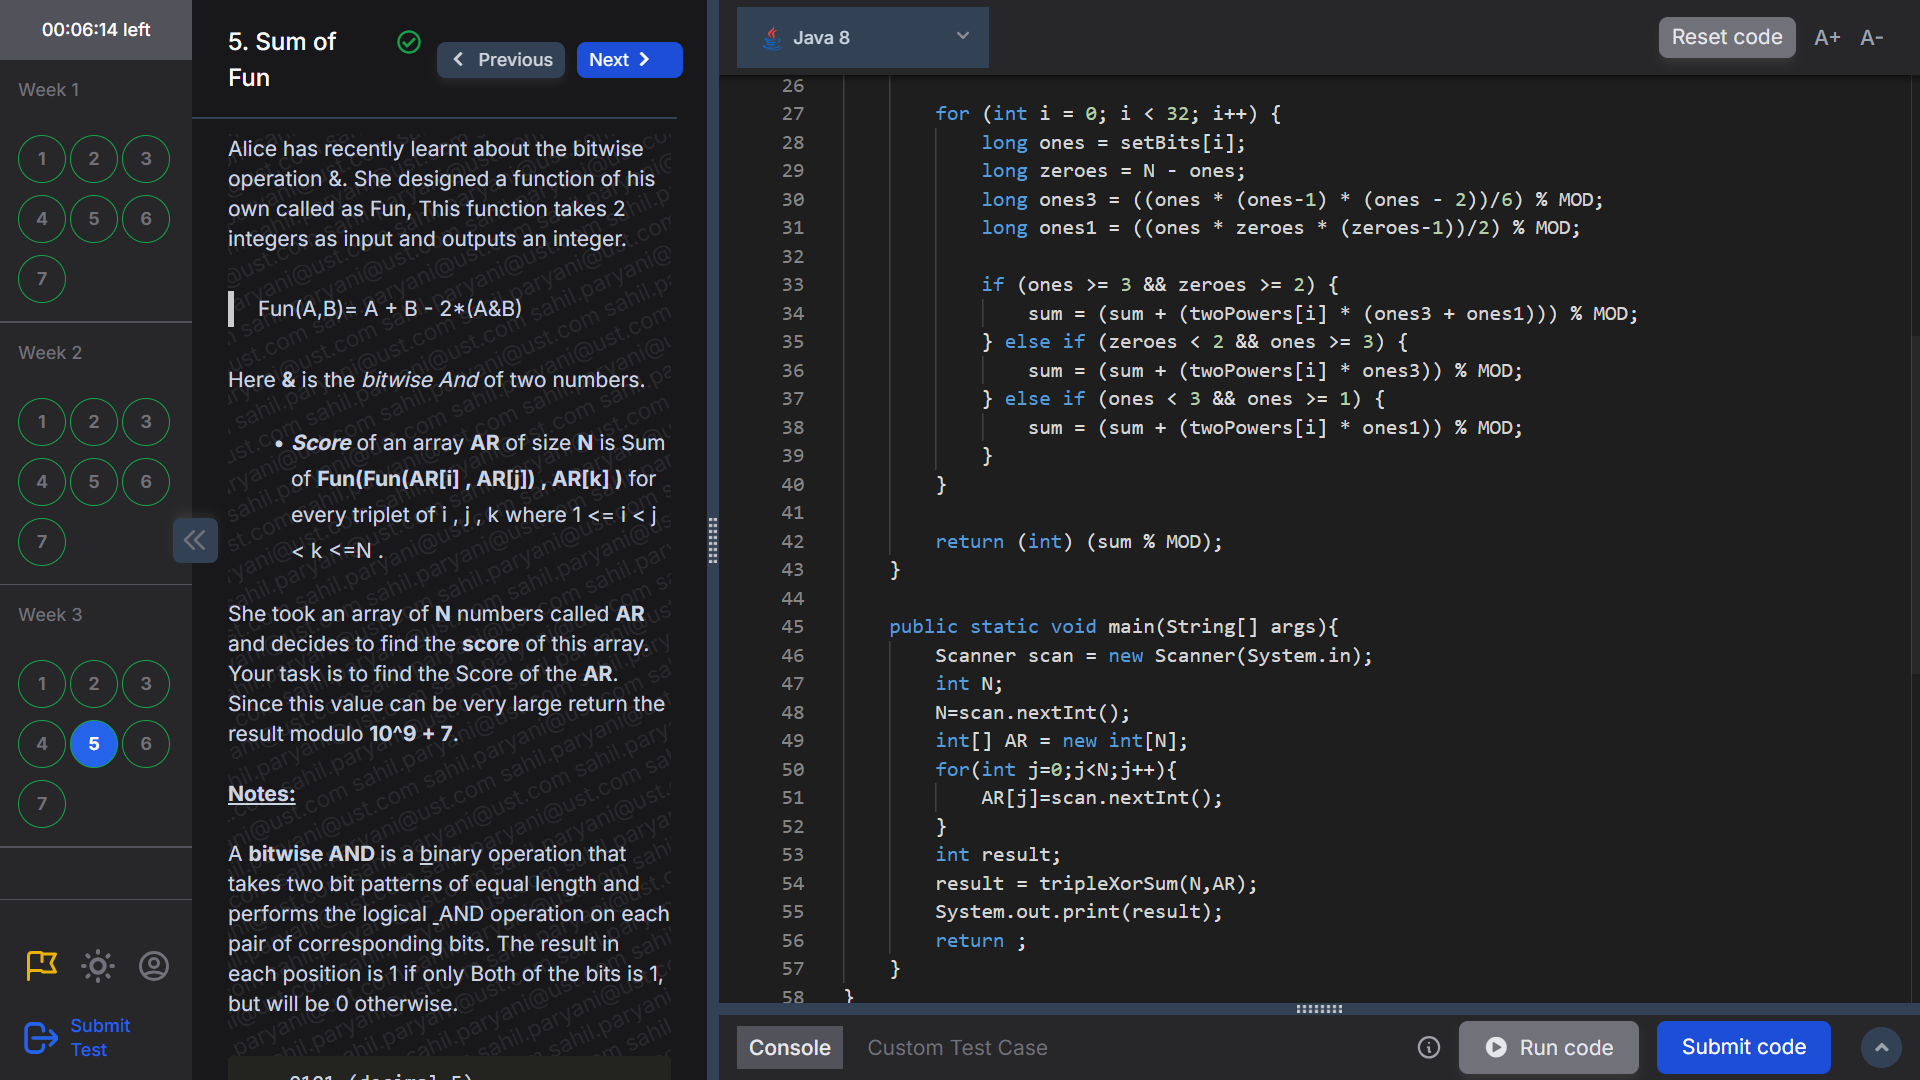 00:06:14 left
Week 1
1 2 3
4 5 6
7
Week 2
1 2 3
4 5 6
7
Week 3
1 2 3
4 5 6
7
Submit
Test
5. Sum of
Fun
Previous
Next
Alice has recently learnt about the bitwise
operation &. She designed a function of his
own called as Fun, This function takes 2
integers as input and outputs an integer.
Fun(A,B)= A + B - 2*(A&B)
Here & is the bitwise And of two numbers.
• Score of an array AR of size N is Sum
of Fun(Fun(AR[i] , AR[j]) , AR[k] ) for
every triplet of i , j , k where 1 <= i < j
< k <=N .
She took an array of N numbers called AR
and decides to find the score of this array.
Your task is to find the Score of the AR.
Since this value can be very large return the
result modulo 10^9 + 7.
Notes:
A bitwise AND is a binary operation that
takes two bit patterns of equal length and
performs the logical _AND operation on each
pair of corresponding bits. The result in
each position is 1 if only Both of the bits is 1,
but will be 0 otherwise.
0101 (decimal 5)
sahil.paryani@ust.com
Java 8
Reset code
A+ A-
26
27 for (int i = 0; i < 32; i++) {
28 long ones = setBits[i];
29 long zeroes = N - ones;
30 long ones3 = ((ones * (ones-1) * (ones - 2))/6) % MOD;
31 long ones1 = ((ones * zeroes * (zeroes-1))/2) % MOD;
32
33 if (ones >= 3 && zeroes >= 2) {
34 sum = (sum + (twoPowers[i] * (ones3 + ones1))) % MOD;
35 } else if (zeroes < 2 && ones >= 3) {
36 sum = (sum + (twoPowers[i] * ones3)) % MOD;
37 } else if (ones < 3 && ones >= 1) {
38 sum = (sum + (twoPowers[i] * ones1)) % MOD;
39 }
40 }
41
42 return (int) (sum % MOD);
43 }
44
45 public static void main(String[] args){
46 Scanner scan = new Scanner(System.in);
47 int N;
48 N=scan.nextInt();
49 int[] AR = new int[N];
50 for(int j=0;j<N;j++){
51 AR[j]=scan.nextInt();
52 }
53 int result;
54 result = tripleXorSum(N,AR);
55 System.out.print(result);
56 return ;
57 }
58 }
Console
Custom Test Case
Run code
Submit code